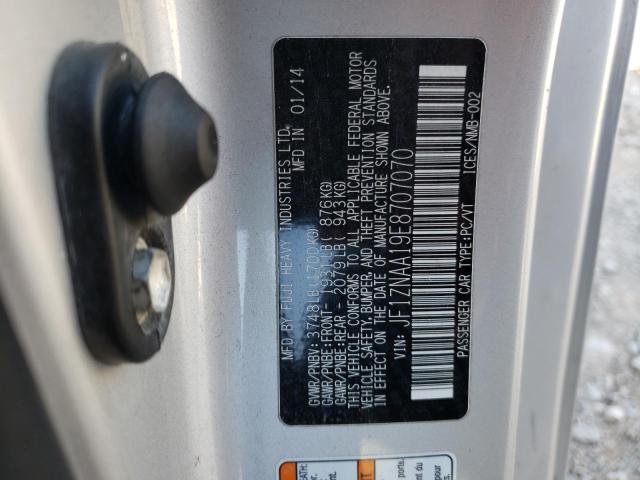 MFD BY FUJI HEAVY INDUSTRIES LTD.
MFD IN 01/14
GVWR/PNBV: 3748LB(1700KG)
GAWR/PNBE:FRONT- 1931LB( 876KG)
GAWR/PNBE:REAR- 2079LB( 943KG)
THIS VEHICLE CONFORMS TO ALL APPLICABLE FEDERAL MOTOR
VEHICLE SAFETY, BUMPER, AND THEFT PREVENTION STANDARDS
IN EFFECT ON THE DATE OF MANUFACTURE SHOWN ABOVE.
VIN: JF1ZNAA19E8707070
PASSENGER CAR TYPE:PC/VT
ICES/NMB-002
porte.
du